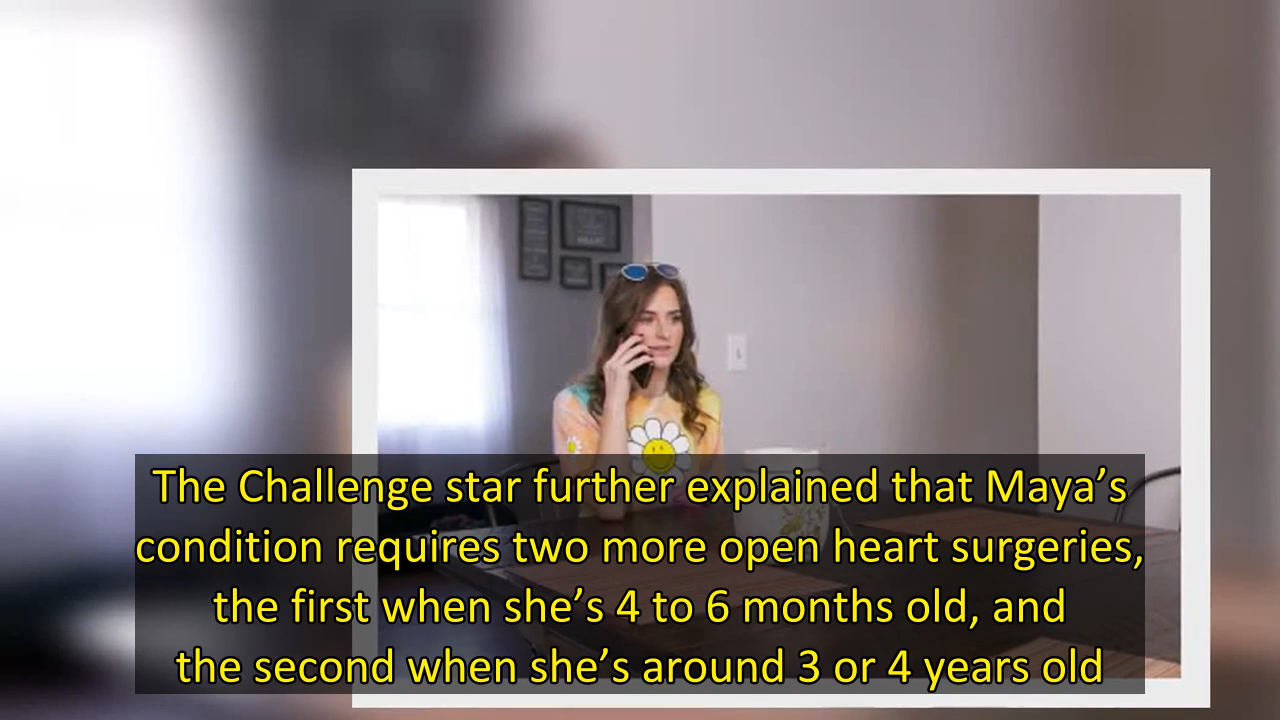 The Challenge star further explained that Maya’s
condition requires two more open heart surgeries,
the first when she’s 4 to 6 months old, and
the second when she’s around 3 or 4 years old